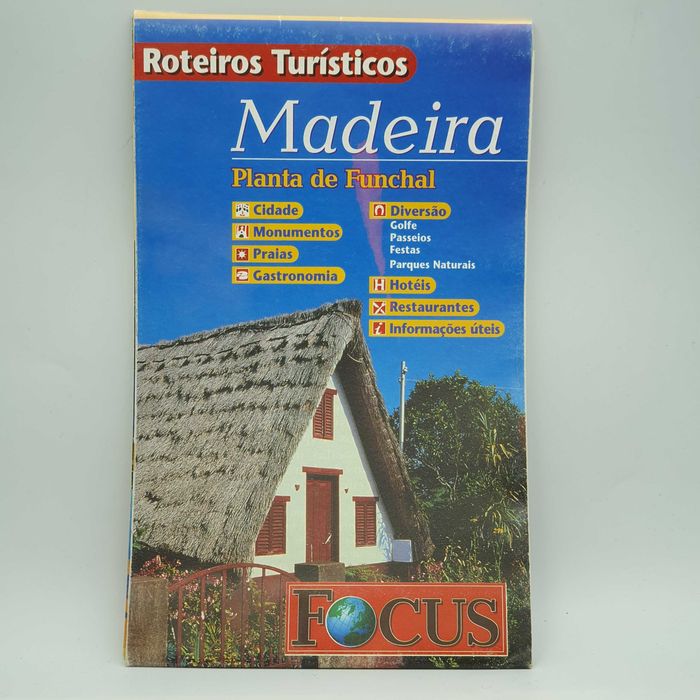 Roteiros Turísticos
Madeira
Planta de Funchal
Cidade
Monumentos
Praias
Gastronomia
Diversão
Golfe
Passeios
Festas
Parques Naturais
Hotéis
Restaurantes
Informações úteis
FOCUS